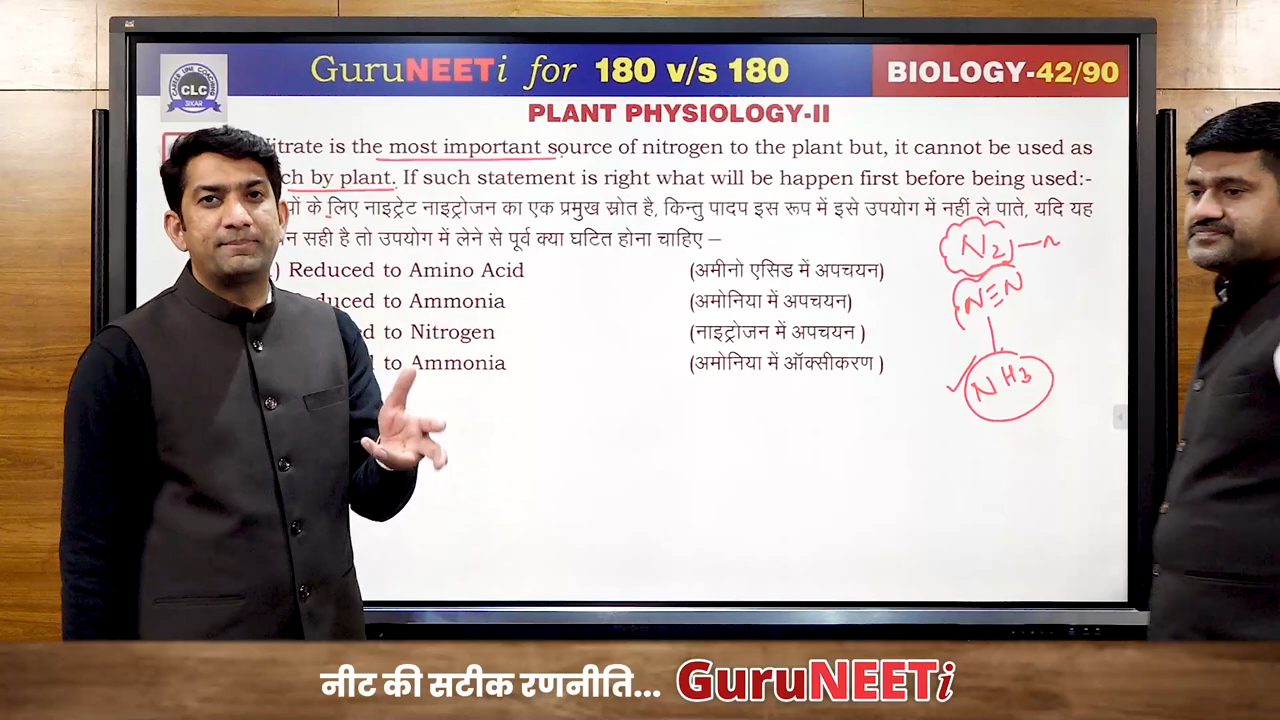 GuruNEETi for 180 v/s 180
BIOLOGY-42/90
CLC
SIKAR
PLANT PHYSIOLOGY-II
Nitrate is the most important source of nitrogen to the plant but, it cannot be used as
by plant. If such statement is right what will be happen first before being used:-
के लिए नाइट्रेट नाइट्रोजन का एक प्रमुख स्रोत है, किन्तु पादप इस रूप में इसे उपयोग में नहीं ले पाते, यदि यह
सही है तो उपयोग में लेने से पूर्व क्या घटित होना चाहिए –
N2
N≡N
NH3
) Reduced to Amino Acid (अमीनो एसिड में अपचयन)
to Ammonia (अमोनिया में अपचयन)
to Nitrogen (नाइट्रोजन में अपचयन )
to Ammonia (अमोनिया में ऑक्सीकरण )
नीट की सटीक रणनीति... GuruNEETi